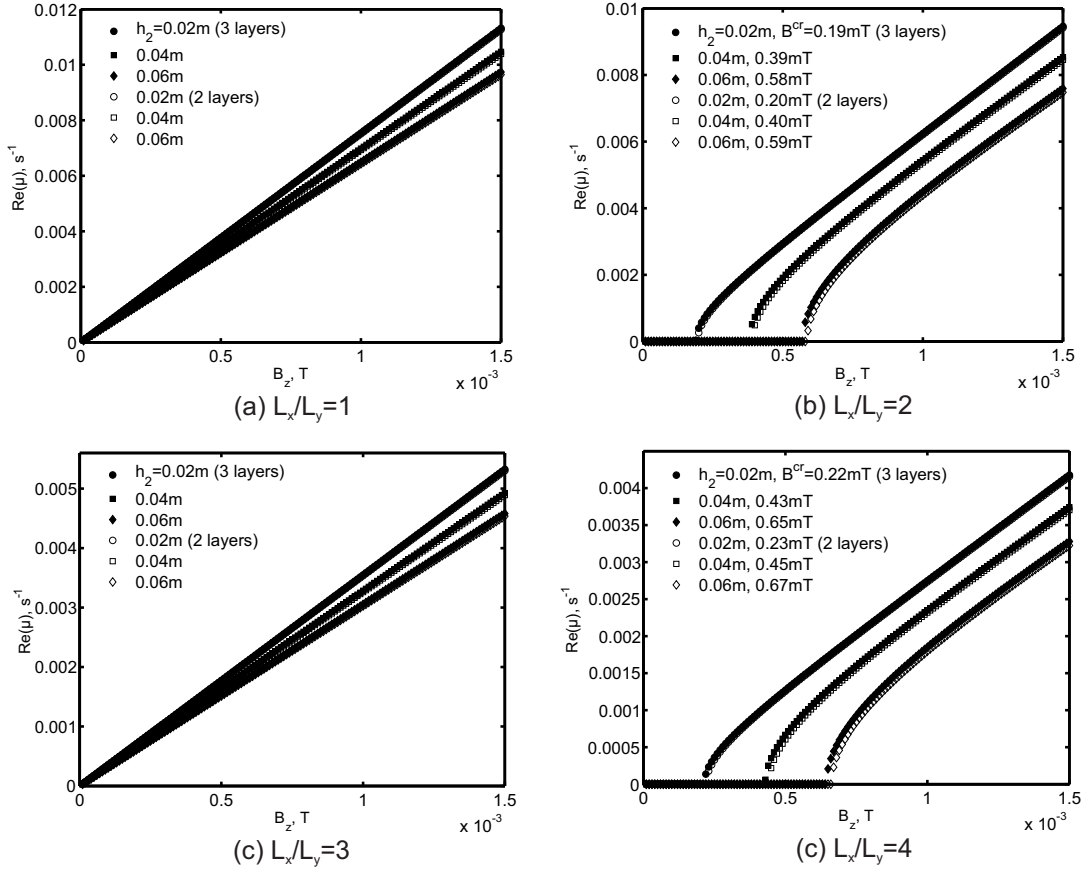 0.012
0.01
0.008
0.006
0.004
0.002
0
Re(μ), s⁻¹
h₂=0.02m (3 layers)
0.04m
0.06m
0.02m (2 layers)
0.04m
0.06m
0 0.5 1 1.5
B_z, T
x 10⁻³
(a) Lₓ/L_y=1
0.01
0.008
0.006
0.004
0.002
0
Re(μ), s⁻¹
h₂=0.02m, Bᶜʳ=0.19mT (3 layers)
0.04m, 0.39mT
0.06m, 0.58mT
0.02m, 0.20mT (2 layers)
0.04m, 0.40mT
0.06m, 0.59mT
0 0.5 1 1.5
B_z, T
x 10⁻³
(b) Lₓ/L_y=2
0.005
0.004
0.003
0.002
0.001
0
Re(μ), s⁻¹
h₂=0.02m (3 layers)
0.04m
0.06m
0.02m (2 layers)
0.04m
0.06m
0 0.5 1 1.5
B_z, T
x 10⁻³
(c) Lₓ/L_y=3
0.004
0.0035
0.003
0.0025
0.002
0.0015
0.001
0.0005
0
Re(μ), s⁻¹
h₂=0.02m, Bᶜʳ=0.22mT (3 layers)
0.04m, 0.43mT
0.06m, 0.65mT
0.02m, 0.23mT (2 layers)
0.04m, 0.45mT
0.06m, 0.67mT
0 0.5 1 1.5
B_z, T
x 10⁻³
(c) Lₓ/L_y=4